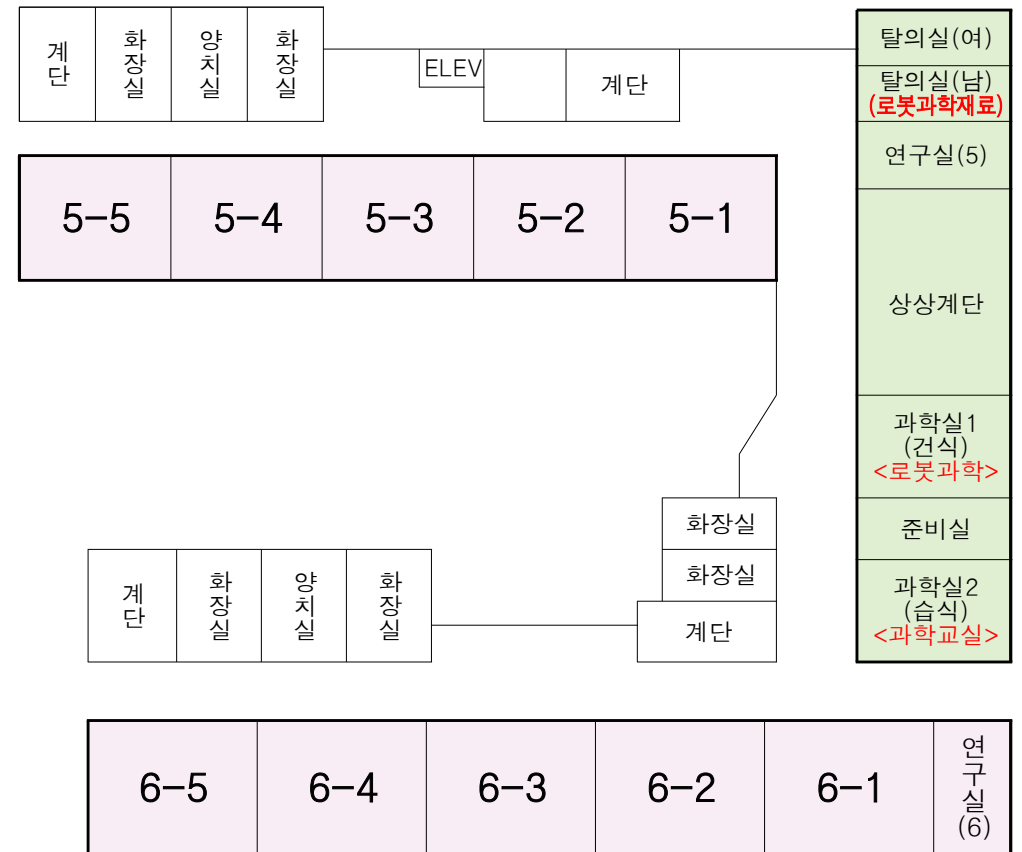 계단
화장실
양치실
화장실
ELEV
계단
탈의실(여)
탈의실(남)
(로봇과학재료)
연구실(5)
5-5
5-4
5-3
5-2
5-1
상상계단
과학실1
(건식)
<로봇과학>
화장실
준비실
화장실
계단
화장실
양치실
화장실
계단
과학실2
(습식)
<과학교실>
6-5
6-4
6-3
6-2
6-1
연구실(6)